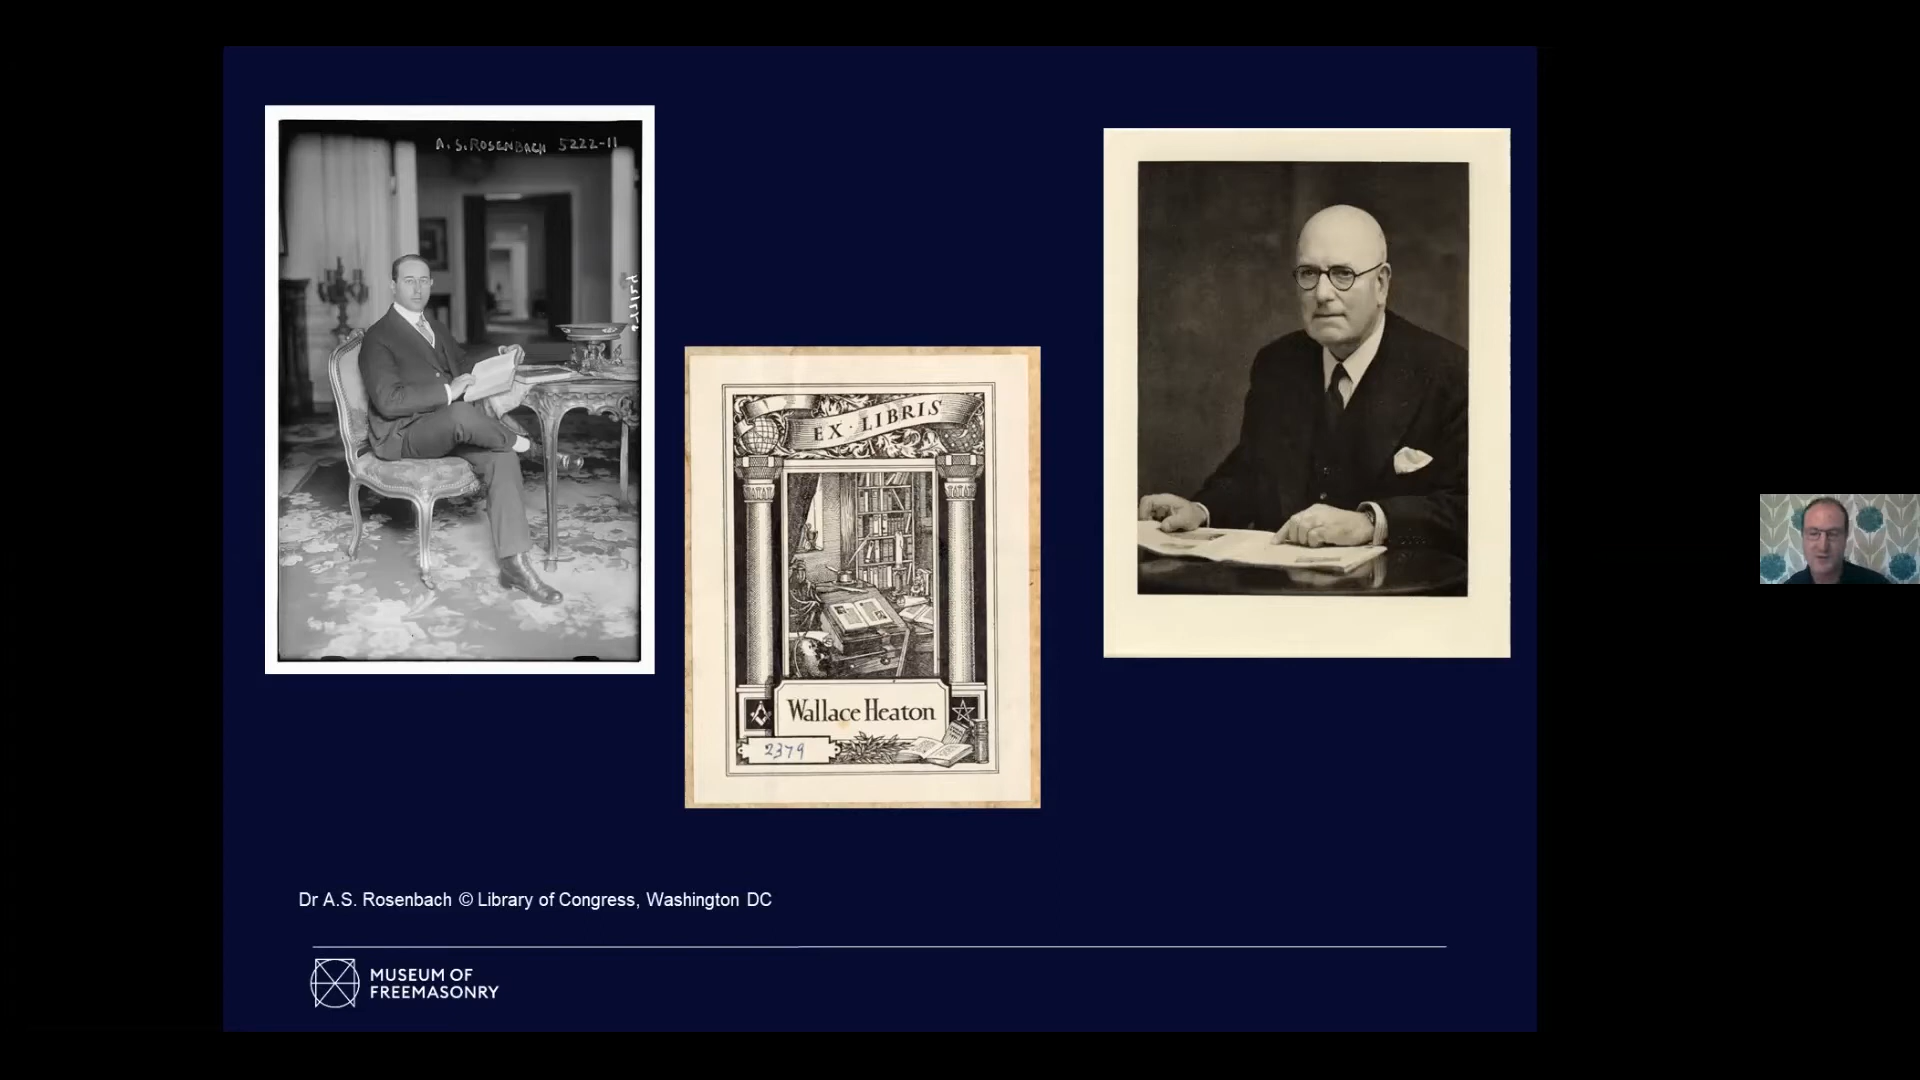 A. S. ROSENBACH 5222-11
EX · LIBRIS
Wallace Heaton
2379
Dr A.S. Rosenbach © Library of Congress, Washington DC
MUSEUM OF
FREEMASONRY